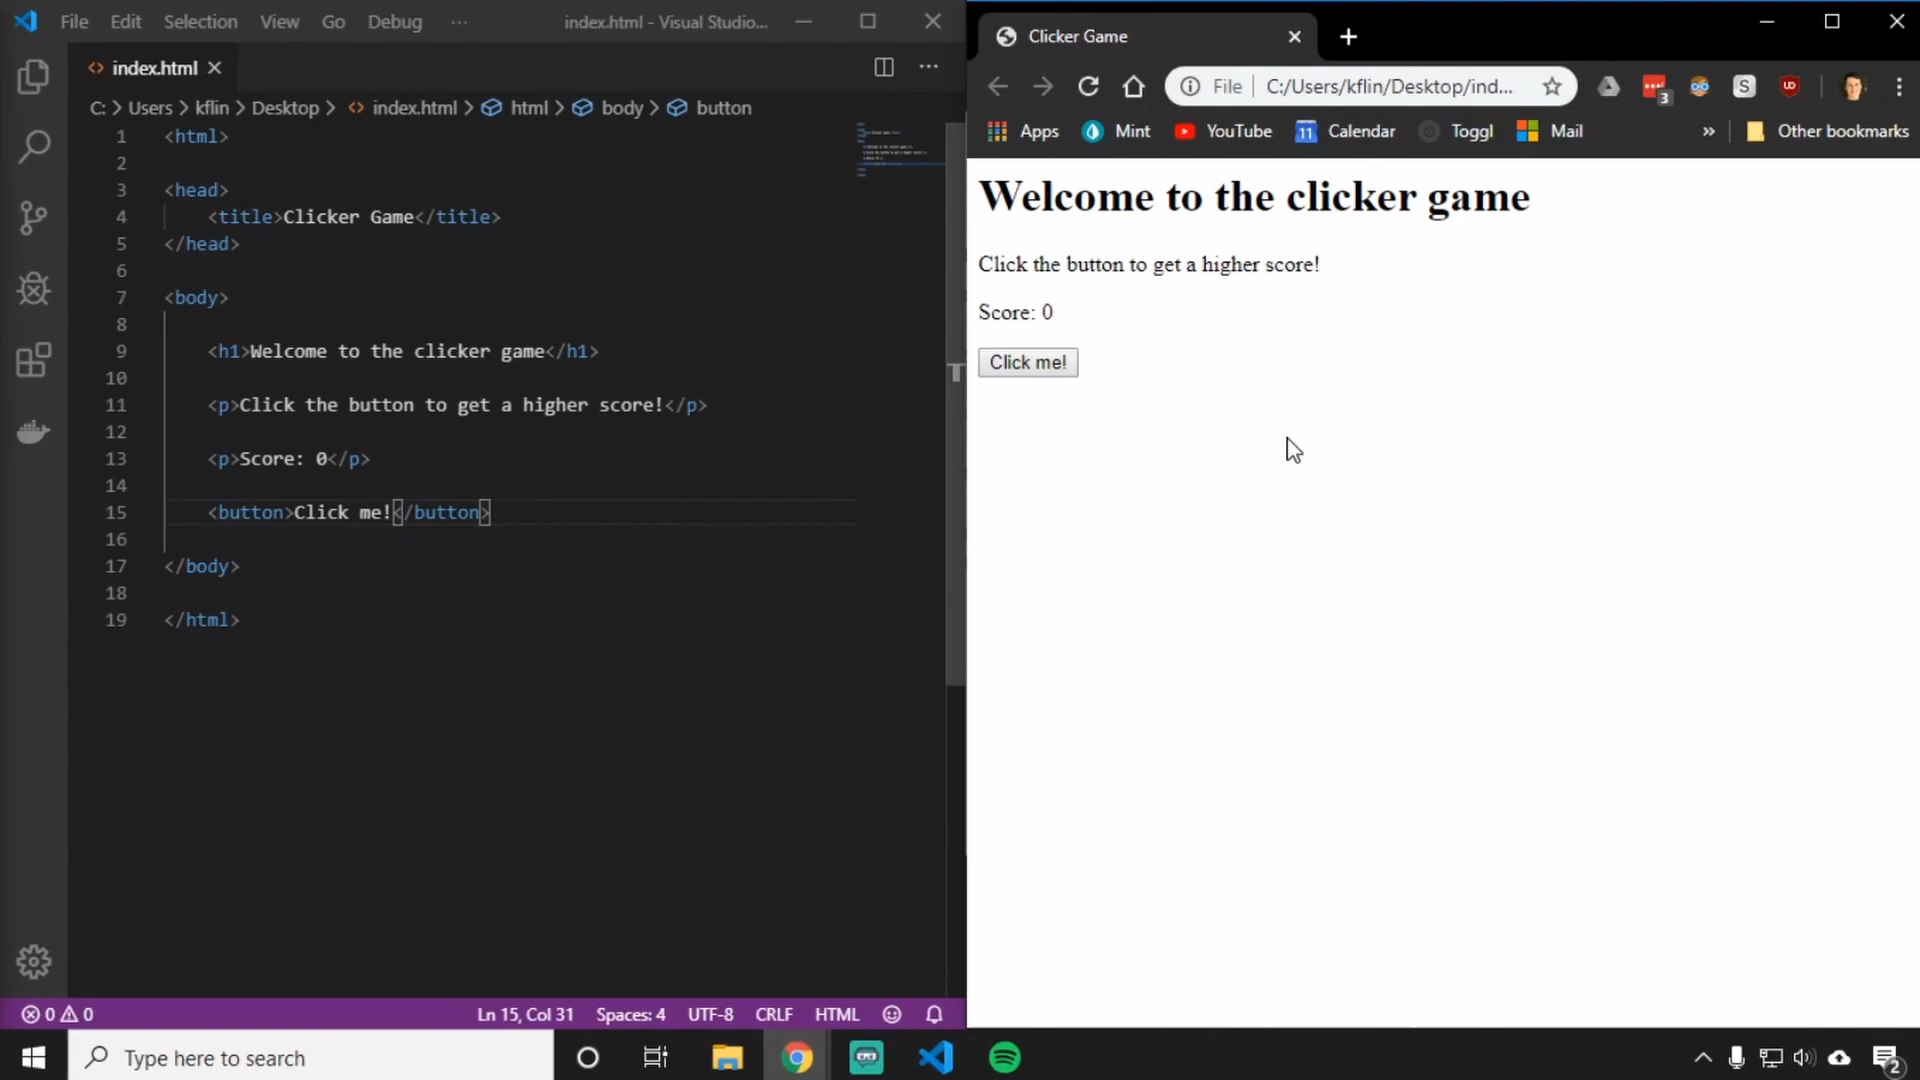 File Edit Selection View Go Debug ··· index.html - Visual Studio...
index.html
C: > Users > kflin > Desktop > index.html > html > body > button
1 <html>
2
3 <head>
4 <title>Clicker Game</title>
5 </head>
6
7 <body>
8
9 <h1>Welcome to the clicker game</h1>
10
11 <p>Click the button to get a higher score!</p>
12
13 <p>Score: 0</p>
14
15 <button>Click me!</button>
16
17 </body>
18
19 </html>
0 0 Ln 15, Col 31 Spaces: 4 UTF-8 CRLF HTML
Clicker Game
File C:/Users/kflin/Desktop/ind... 3 S UD
Apps Mint YouTube 11 Calendar Toggl Mail » Other bookmarks
Welcome to the clicker game
Click the button to get a higher score!
Score: 0
Click me!
Type here to search
2